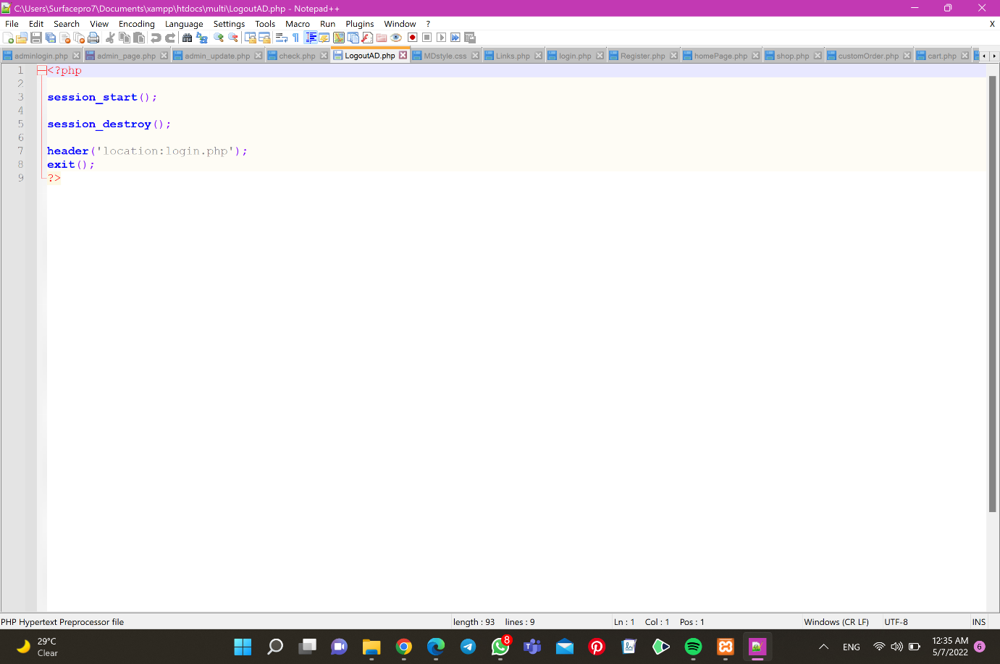 C:\Users\Surfacepro7\Documents\xampp\htdocs\multi\LogoutAD.php - Notepad++
File Edit Search View Encoding Language Settings Tools Macro Run Plugins Window ? X
adminlogin.php admin_page.php admin_update.php check.php LogoutAD.php MDstyle.css Links.php login.php Register.php homePage.php shop.php customOrder.php cart.php
1 <?php
2
3 session_start();
4
5 session_destroy();
6
7 header('location:login.php');
8 exit();
9 ?>
PHP Hypertext Preprocessor file length : 93 lines : 9 Ln : 1 Col : 1 Pos : 1 Windows (CR LF) UTF-8 INS
29°C
Clear
8
ENG
12:35 AM
5/7/2022
6